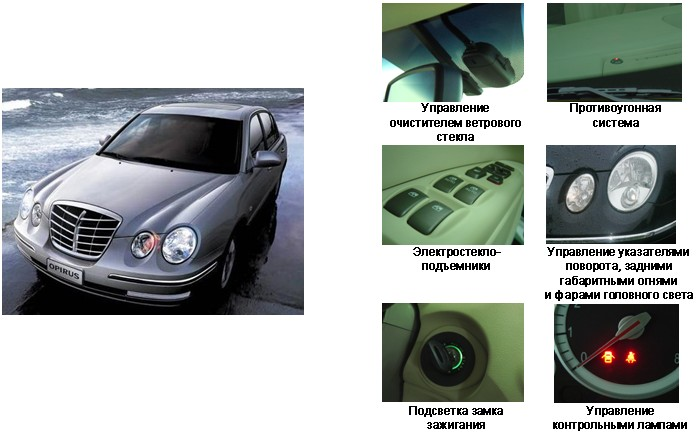 OPIRUS
Управление
очистителем ветрового
стекла
Противоугонная
система
Электростекло-
подъемники
Управление указателями
поворота, задними
габаритными огнями
и фарами головного света
Подсветка замка
зажигания
Управление
контрольными лампами